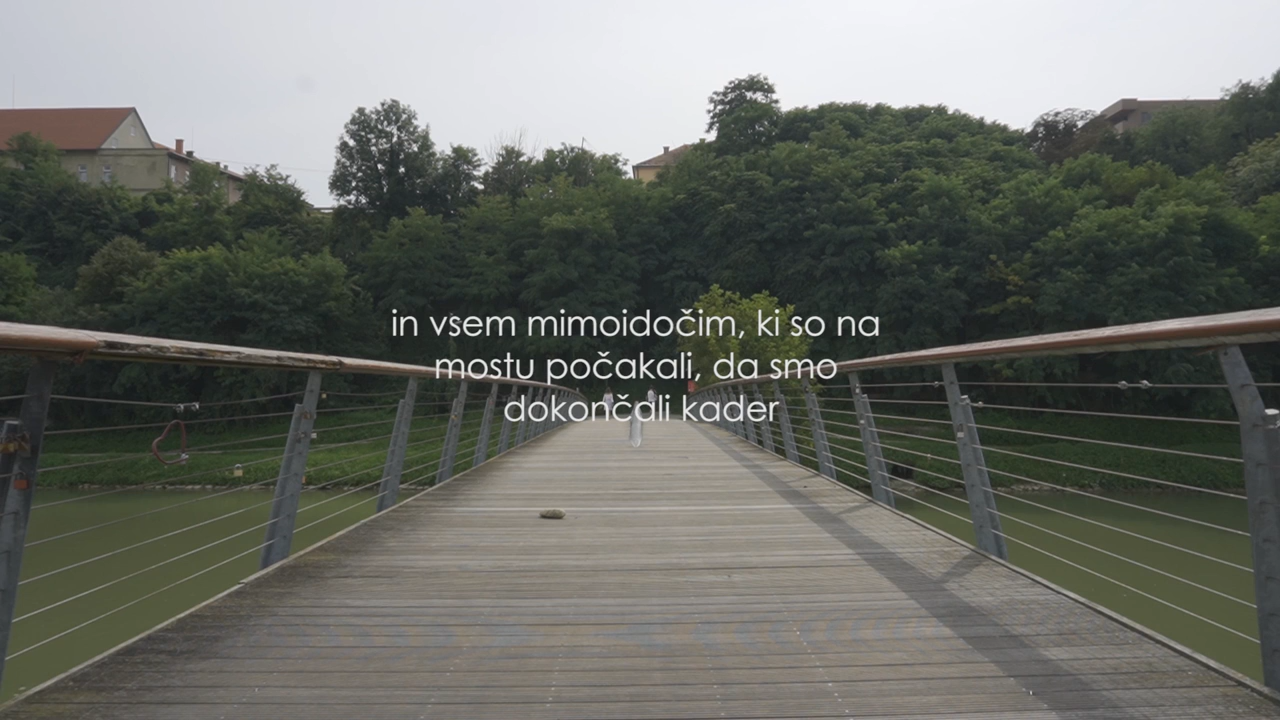 in vsem mimoidočim, ki so na
mostu počakali, da smo
dokončali kader